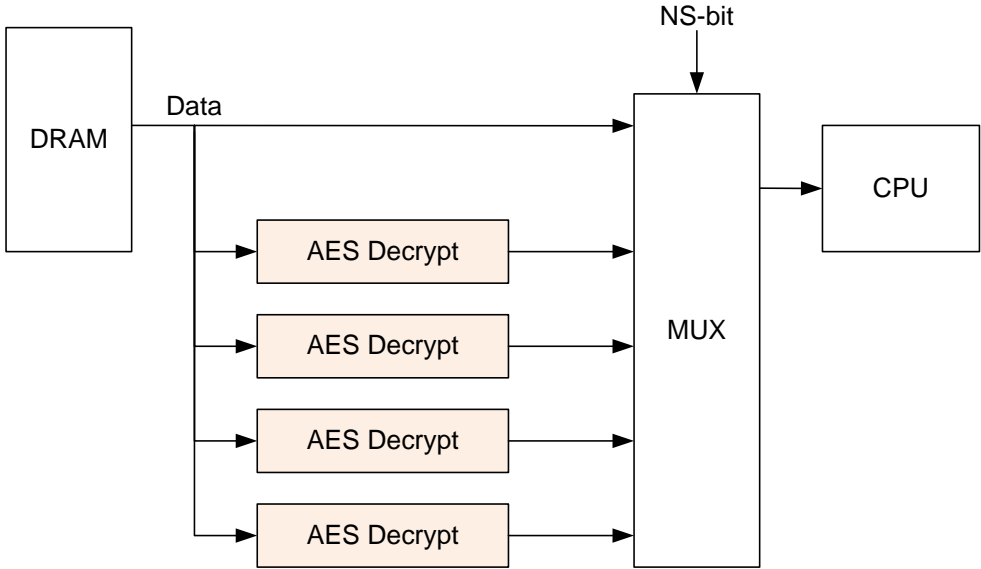 NS-bit
Data
DRAM
CPU
AES Decrypt
MUX
AES Decrypt
AES Decrypt
AES Decrypt